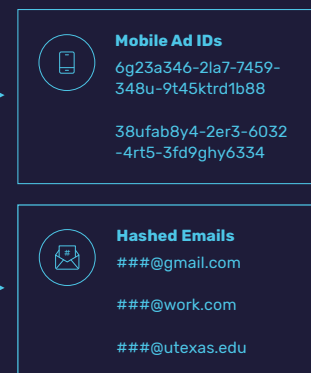 Mobile Ad IDs
6g23a346-2la7-7459-
348u-9t45ktrd1b88
38ufab8y4-2er3-6032
-4rt5-3fd9ghy6334
#
Hashed Emails
###@gmail.com
###@work.com
###@utexas.edu